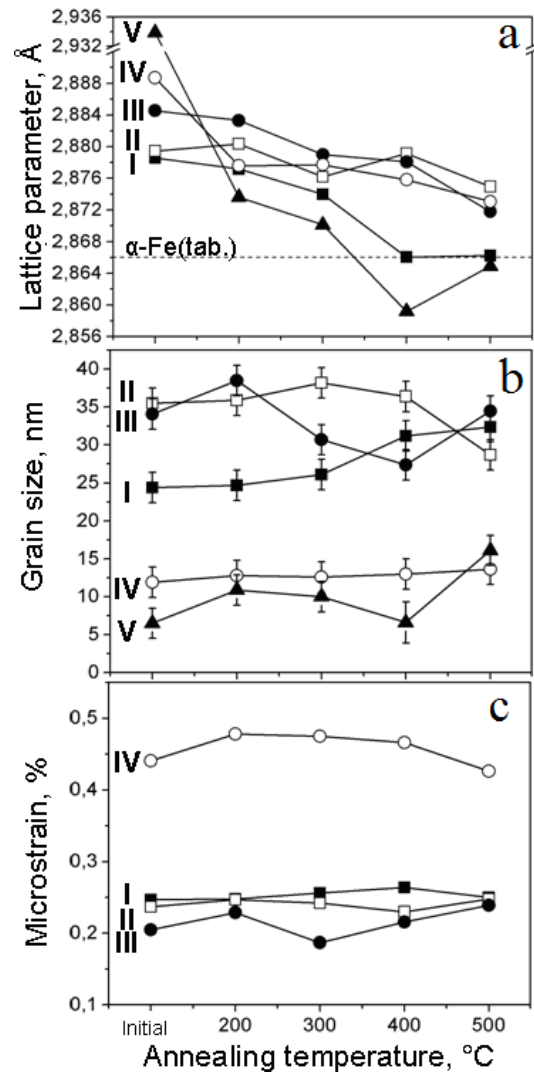 a
Lattice parameter, Å
2,936
2,932
2,888
2,884
2,880
2,876
2,872
2,868
2,864
2,860
2,856
V
IV
III
II
I
α-Fe(tab.)
b
Grain size, nm
40
35
30
25
20
15
10
5
0
II
III
I
IV
V
c
Microstrain, %
0,5
0,4
0,3
0,2
0,1
IV
I
II
III
Initial 200 300 400 500
Annealing temperature, °C